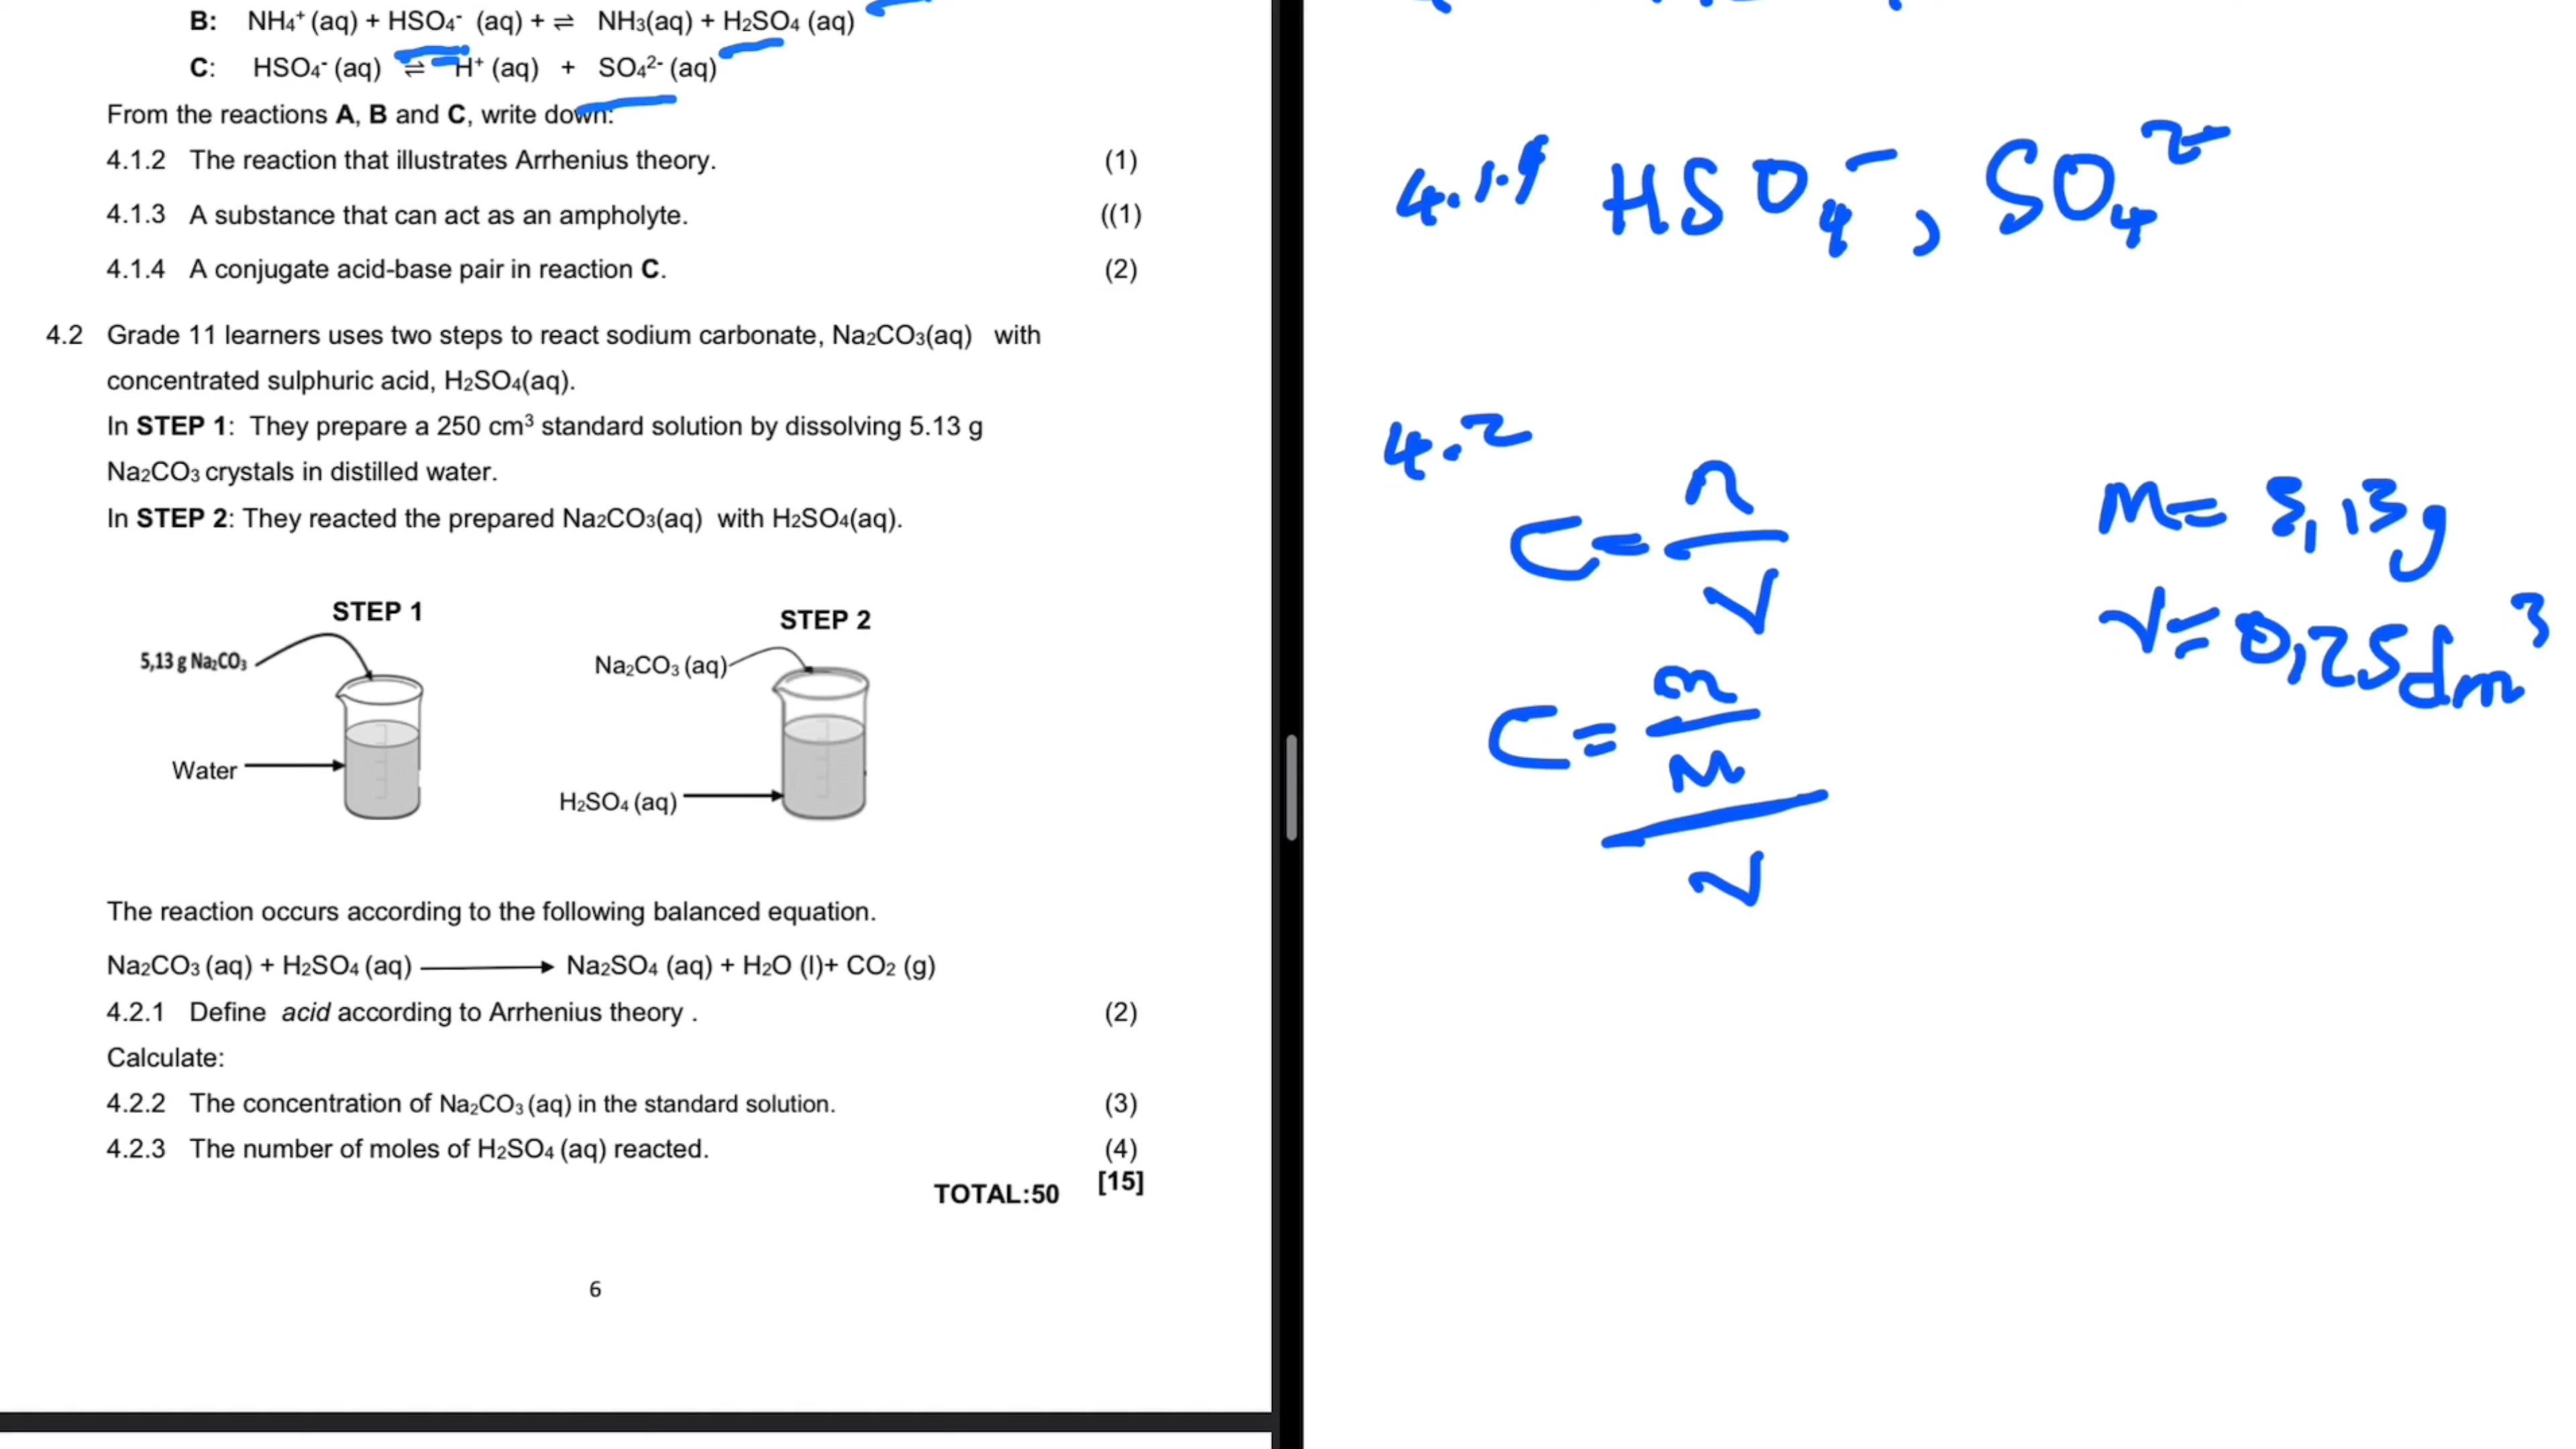 B: NH₄⁺ (aq) + HSO₄⁻ (aq) + ⇌ NH₃(aq) + H₂SO₄ (aq)
C: HSO₄⁻ (aq) ⇌ H⁺ (aq) + SO₄²⁻ (aq)
From the reactions A, B and C, write down:
4.1.2 The reaction that illustrates Arrhenius theory. (1)
4.1.3 A substance that can act as an ampholyte. ((1)
4.1.4 A conjugate acid-base pair in reaction C. (2)
4.2 Grade 11 learners uses two steps to react sodium carbonate, Na₂CO₃(aq) with
concentrated sulphuric acid, H₂SO₄(aq).
In STEP 1: They prepare a 250 cm³ standard solution by dissolving 5.13 g
Na₂CO₃ crystals in distilled water.
In STEP 2: They reacted the prepared Na₂CO₃(aq) with H₂SO₄(aq).
STEP 1
5,13 g Na₂CO₃
Water
STEP 2
Na₂CO₃ (aq)
H₂SO₄ (aq)
The reaction occurs according to the following balanced equation.
Na₂CO₃ (aq) + H₂SO₄ (aq) ⟶ Na₂SO₄ (aq) + H₂O (l)+ CO₂ (g)
4.2.1 Define acid according to Arrhenius theory . (2)
Calculate:
4.2.2 The concentration of Na₂CO₃ (aq) in the standard solution. (3)
4.2.3 The number of moles of H₂SO₄ (aq) reacted. (4)
[15]
TOTAL:50
6
4.1.4 HSO₄⁻, SO₄²⁻
4.2
C = n
V
C = m
M
V
m = 5,13g
V = 0,25dm³